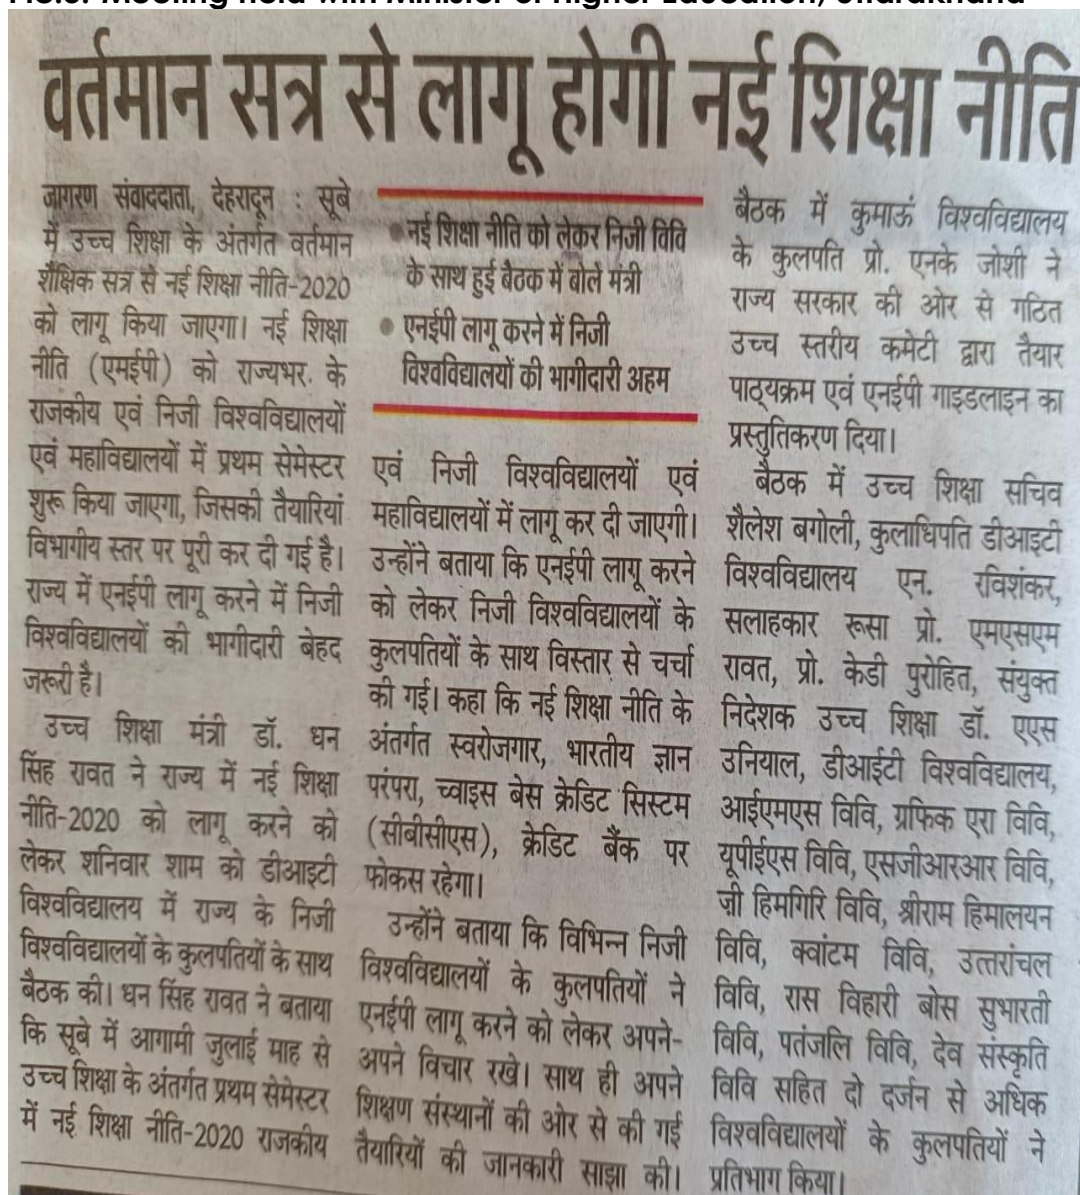 वर्तमान सत्र से लागू होगी नई शिक्षा नीति
जागरण संवाददाता, देहरादून : सूबे
में उच्च शिक्षा के अंतर्गत वर्तमान
शैक्षिक सत्र से नई शिक्षा नीति-2020
को लागू किया जाएगा। नई शिक्षा
नीति (एमईपी) को राज्यभर. के
राजकीय एवं निजी विश्वविद्यालयों
एवं महाविद्यालयों में प्रथम सेमेस्टर
शुरू किया जाएगा, जिसकी तैयारियां
विभागीय स्तर पर पूरी कर दी गई है।
राज्य में एनईपी लागू करने में निजी
विश्वविद्यालयों की भागीदारी बेहद
जरूरी है।
उच्च शिक्षा मंत्री डॉ. धन
सिंह रावत ने राज्य में नई शिक्षा
नीति-2020 को लागू करने को
लेकर शनिवार शाम को डीआइटी
विश्वविद्यालय में राज्य के निजी
विश्वविद्यालयों के कुलपतियों के साथ
बैठक की। धन सिंह रावत ने बताया
कि सूबे में आगामी जुलाई माह से
उच्च शिक्षा के अंतर्गत प्रथम सेमेस्टर
में नई शिक्षा नीति-2020 राजकीय
• नई शिक्षा नीति को लेकर निजी विवि
के साथ हुई बैठक में बोले मंत्री
• एनईपी लागू करने में निजी
विश्वविद्यालयों की भागीदारी अहम
एवं निजी विश्वविद्यालयों एवं
महाविद्यालयों में लागू कर दी जाएगी।
उन्होंने बताया कि एनईपी लागू करने
को लेकर निजी विश्वविद्यालयों के
कुलपतियों के साथ विस्तार से चर्चा
की गई। कहा कि नई शिक्षा नीति के
अंतर्गत स्वरोजगार, भारतीय ज्ञान
परंपरा, च्वाइस बेस क्रेडिट सिस्टम
(सीबीसीएस), क्रेडिट बैंक पर
फोकस रहेगा।
उन्होंने बताया कि विभिन्न निजी
विश्वविद्यालयों के कुलपतियों ने
एनईपी लागू करने को लेकर अपने-
अपने विचार रखे। साथ ही अपने
शिक्षण संस्थानों की ओर से की गई
तैयारियों की जानकारी साझा की।
बैठक में कुमाऊं विश्वविद्यालय
के कुलपति प्रो. एनके जोशी ने
राज्य सरकार की ओर से गठित
उच्च स्तरीय कमेटी द्वारा तैयार
पाठ्यक्रम एवं एनईपी गाइडलाइन का
प्रस्तुतिकरण दिया।
बैठक में उच्च शिक्षा सचिव
शैलेश बगोली, कुलाधिपति डीआइटी
विश्वविद्यालय एन. रविशंकर,
सलाहकार रूसा प्रो. एमएसएम
रावत, प्रो. केडी पुरोहित, संयुक्त
निदेशक उच्च शिक्षा डॉ. एएस
उनियाल, डीआईटी विश्वविद्यालय,
आईएमएस विवि, ग्रफिक एरा विवि,
यूपीईएस विवि, एसजीआरआर विवि,
जी हिमगिरि विवि, श्रीराम हिमालयन
विवि, क्वांटम विवि, उत्तरांचल
विवि, रास विहारी बोस सुभारती
विवि, पतंजलि विवि, देव संस्कृति
विवि सहित दो दर्जन से अधिक
विश्वविद्यालयों के कुलपतियों ने
प्रतिभाग किया।